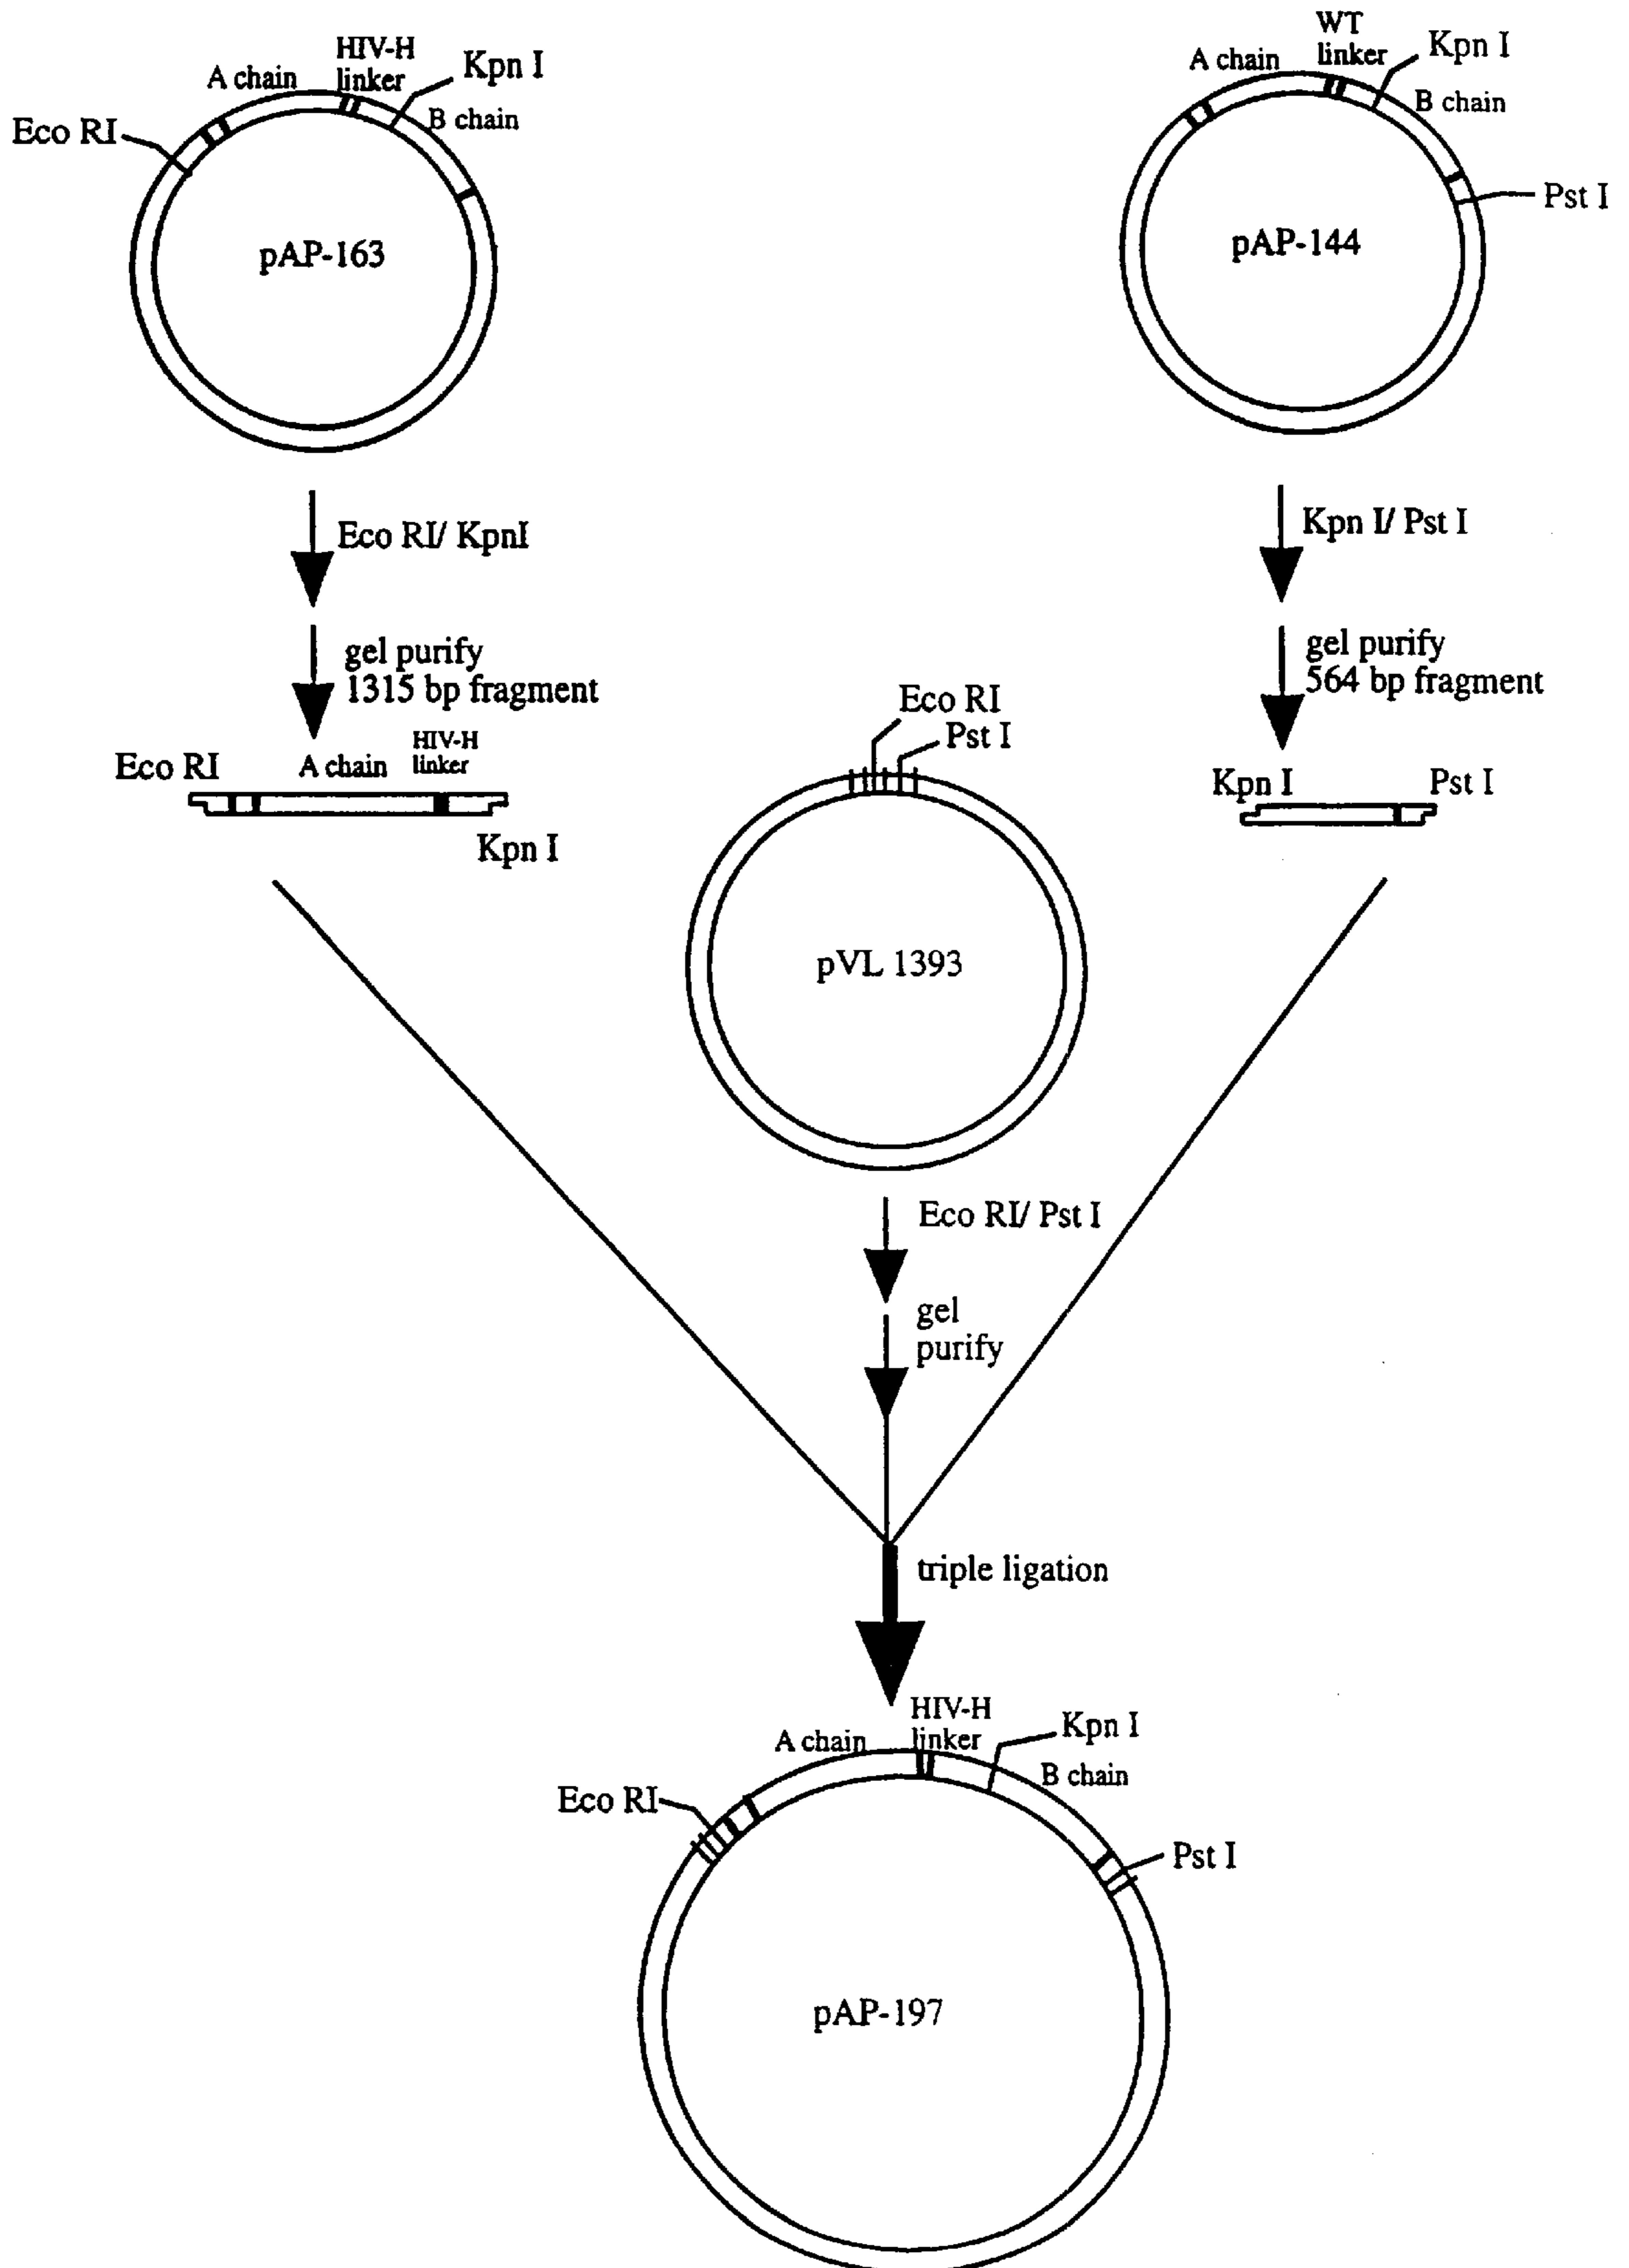 HIV-H
A chain
linker
Kpn I
Eco RI
B chain
pAP-163
WT
A chain
linker
Kpn I
B chain
Pst I
pAP-144
Eco RI/ KpnI
gel purify
1315 bp fragment
Kpn I/ Pst I
gel purify
564 bp fragment
Eco RI
A chain
HIV-H
linker
Kpn I
Eco RI
Pst I
Kpn I
Pst I
pVL 1393
Eco RI/ Pst I
gel
purify
triple ligation
HIV-H
A chain
linker
Kpn I
B chain
Eco RI
Pst I
pAP-197